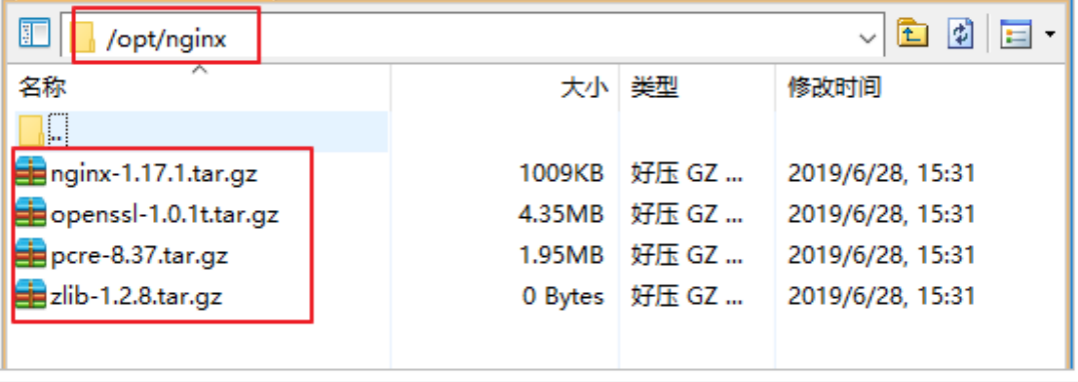 /opt/nginx
名称 大小 类型 修改时间
..
nginx-1.17.1.tar.gz 1009KB 好压 GZ ... 2019/6/28, 15:31
openssl-1.0.1t.tar.gz 4.35MB 好压 GZ ... 2019/6/28, 15:31
pcre-8.37.tar.gz 1.95MB 好压 GZ ... 2019/6/28, 15:31
zlib-1.2.8.tar.gz 0 Bytes 好压 GZ ... 2019/6/28, 15:31